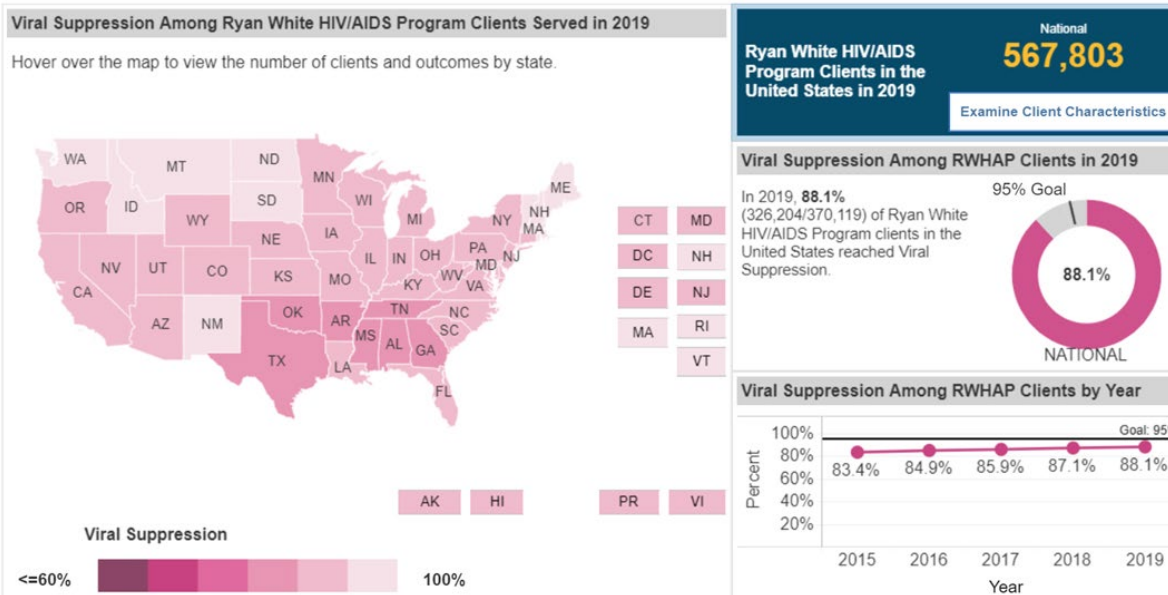 Viral Suppression Among Ryan White HIV/AIDS Program Clients Served in 2019
Hover over the map to view the number of clients and outcomes by state.
WA
MT
ND
MN
ME
OR
ID
SD
WI
NH
WY
MI
NY
MA
IA
NE
PA
NJ
NV
UT
CO
IL
IN
OH
MD
CA
KS
MO
WV
KY
VA
AZ
NM
OK
TN
NC
AR
SC
MS
AL
GA
TX
LA
FL
CT
MD
DC
NH
DE
NJ
MA
RI
VT
AK
HI
PR
VI
Viral Suppression
<=60%
100%
Ryan White HIV/AIDS
Program Clients in the
United States in 2019
National
567,803
Examine Client Characteristics
Viral Suppression Among RWHAP Clients in 2019
In 2019, 88.1%
(326,204/370,119) of Ryan White
HIV/AIDS Program clients in the
United States reached Viral
Suppression.
95% Goal
88.1%
NATIONAL
Viral Suppression Among RWHAP Clients by Year
Goal: 95%
Percent
100%
80%
60%
40%
20%
83.4%
84.9%
85.9%
87.1%
88.1%
2015
2016
2017
2018
2019
Year